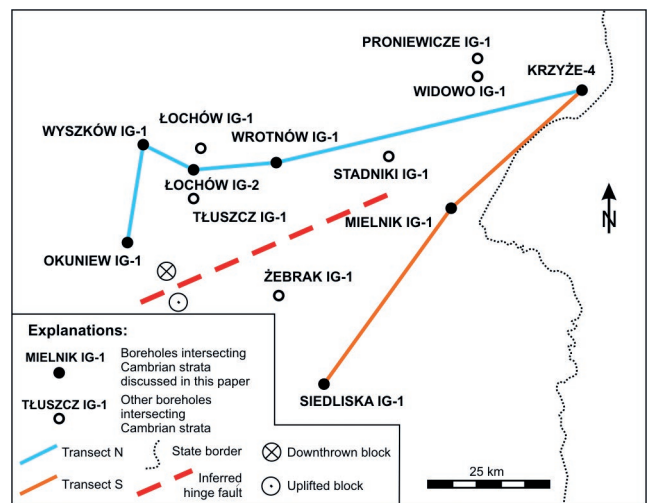 PRONIEWICZE IG-1
KRZYŻE-4
WIDOWO IG-1
ŁOCHÓW IG-1
WYSZKÓW IG-1
WROTNÓW IG-1
STADNIKI IG-1
ŁOCHÓW IG-2
TŁUSZCZ IG-1
MIELNIK IG-1
N
OKUNIEW IG-1
ŻEBRAK IG-1
SIEDLISKA IG-1
Explanations:
MIELNIK IG-1
Boreholes intersecting
Cambrian strata
discussed in this paper
TŁUSZCZ IG-1
Other boreholes
intersecting
Cambrian strata
Transect N
State border
Downthrown block
Transect S
Inferred
hinge fault
Uplifted block
25 km